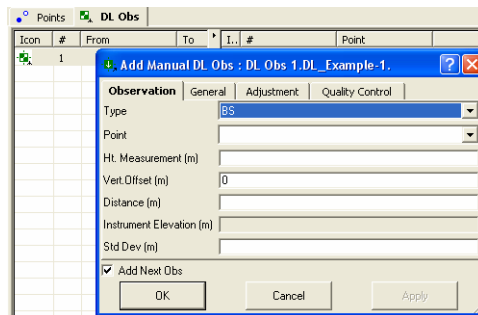 Points DL Obs
Icon # From To I.. # Point
1
Add Manual DL Obs : DL Obs 1.DL_Example-1.
Observation General Adjustment Quality Control
Type BS
Point
Ht. Measurement (m)
Vert.Offset (m) 0
Distance (m)
Instrument Elevation (m)
Std Dev (m)
Add Next Obs
OK Cancel Apply